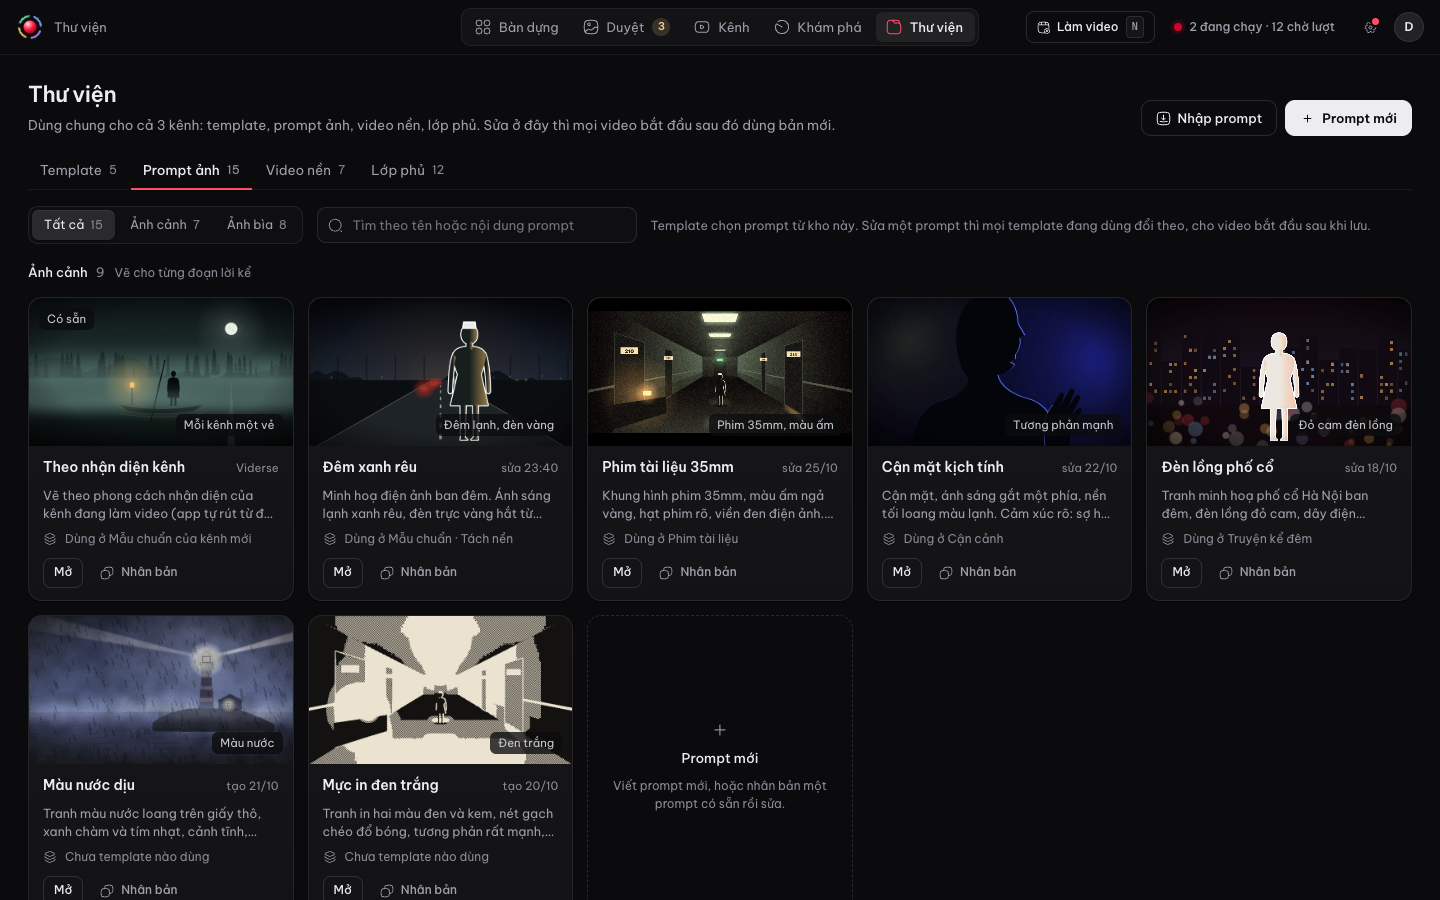 Thư viện
Bàn dựng
Duyệt 3
Kênh
Khám phá
Thư viện
Làm video N
2 đang chạy · 12 chờ lượt
D
Thư viện
Dùng chung cho cả 3 kênh: template, prompt ảnh, video nền, lớp phủ. Sửa ở đây thì mọi video bắt đầu sau đó dùng bản mới.
Nhập prompt
+ Prompt mới
Template 5
Prompt ảnh 15
Video nền 7
Lớp phủ 12
Tất cả 15
Ảnh cảnh 7
Ảnh bìa 8
Tìm theo tên hoặc nội dung prompt
Template chọn prompt từ kho này. Sửa một prompt thì mọi template đang dùng đổi theo, cho video bắt đầu sau khi lưu.
Ảnh cảnh 9 Vẽ cho từng đoạn lời kể
Có sẵn
Mỗi kênh một vẻ
Theo nhận diện kênh Viderse
Vẽ theo phong cách nhận diện của
kênh đang làm video (app tự rút từ đ...
Dùng ở Mẫu chuẩn của kênh mới
Mở
Nhân bản
Đêm lạnh, đèn vàng
Đêm xanh rêu sửa 23:40
Minh hoạ điện ảnh ban đêm. Ánh sáng
lạnh xanh rêu, đèn trực vàng hắt từ...
Dùng ở Mẫu chuẩn · Tách nền
Mở
Nhân bản
210
211
Phim 35mm, màu ấm
Phim tài liệu 35mm sửa 25/10
Khung hình phim 35mm, màu ấm ngả
vàng, hạt phim rõ, viền đen điện ảnh....
Dùng ở Phim tài liệu
Mở
Nhân bản
Tương phản mạnh
Cận mặt kịch tính sửa 22/10
Cận mặt, ánh sáng gắt một phía, nền
tối loang màu lạnh. Cảm xúc rõ: sợ h...
Dùng ở Cận cảnh
Mở
Nhân bản
Đỏ cam đèn lồng
Đèn lồng phố cổ sửa 18/10
Tranh minh hoạ phố cổ Hà Nội ban
đêm, đèn lồng đỏ cam, dây điện...
Dùng ở Truyện kể đêm
Mở
Nhân bản
Màu nước
Màu nước dịu tạo 21/10
Tranh màu nước loang trên giấy thô,
xanh chàm và tím nhạt, cảnh tĩnh,...
Chưa template nào dùng
Mở
Nhân bản
Đen trắng
Mực in đen trắng tạo 20/10
Tranh in hai màu đen và kem, nét gạch
chéo đổ bóng, tương phản rất mạnh,...
Chưa template nào dùng
Mở
Nhân bản
+
Prompt mới
Viết prompt mới, hoặc nhân bản một
prompt có sẵn rồi sửa.